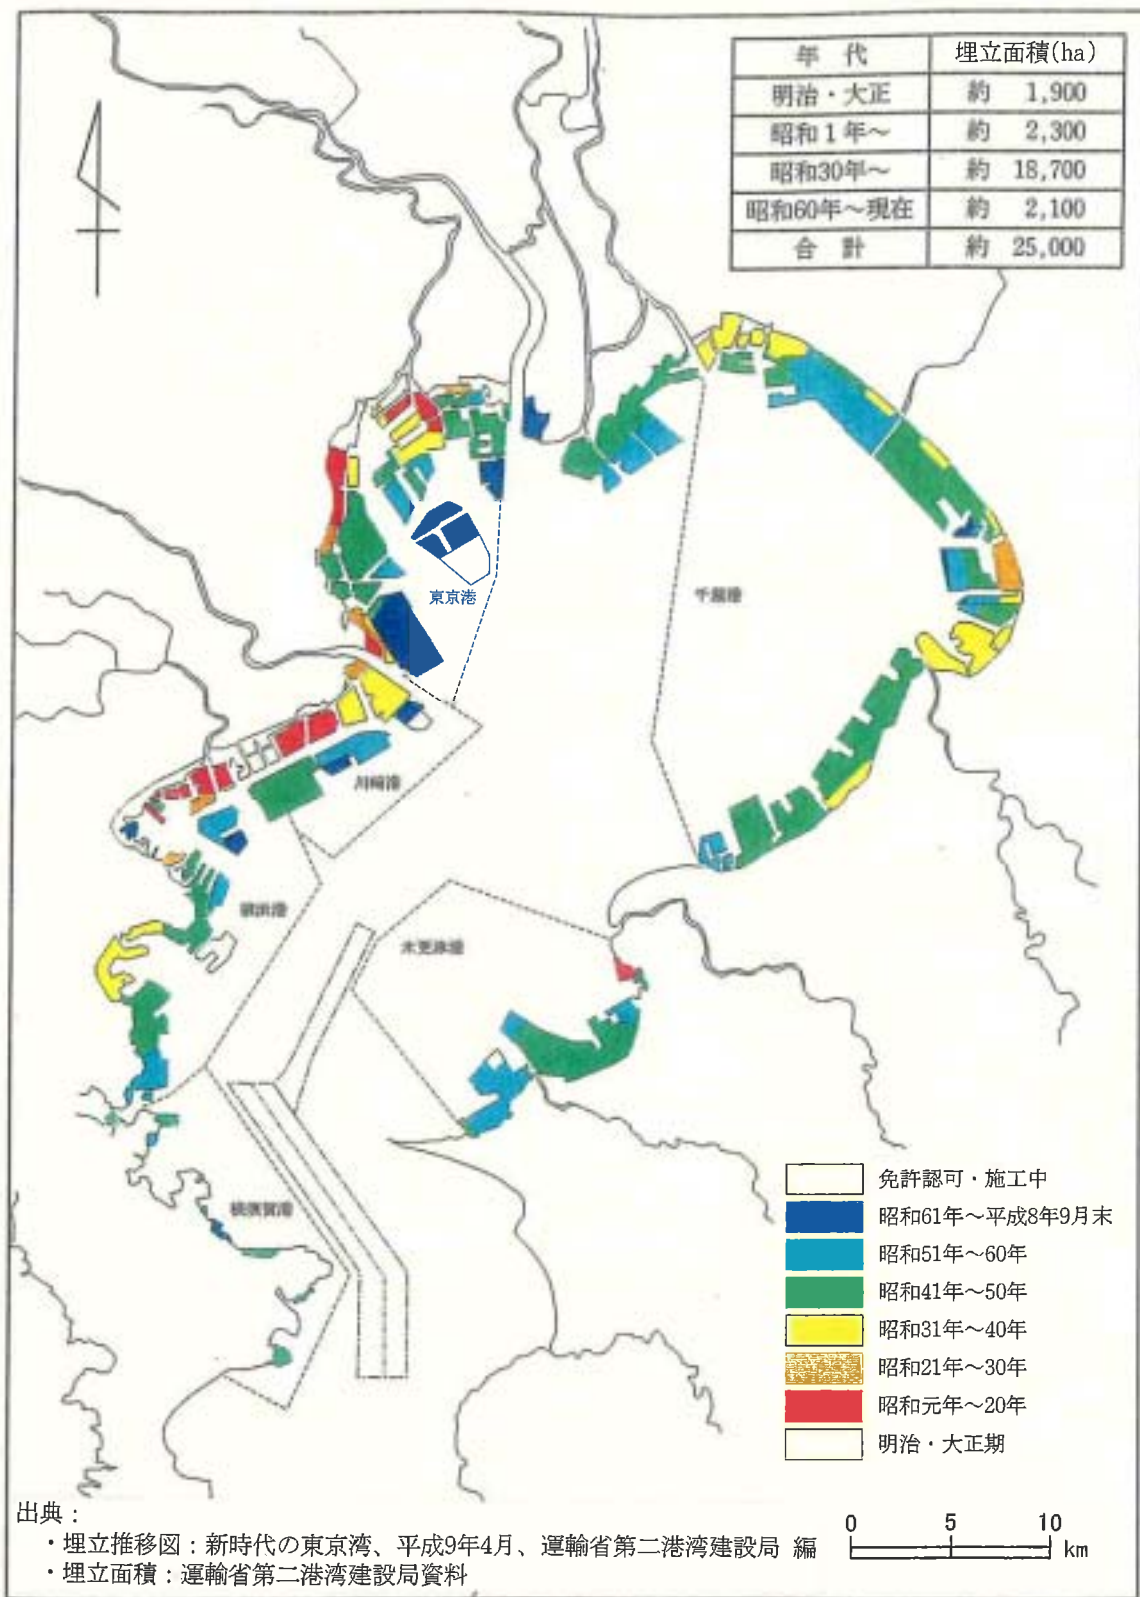 年代 埋立面積(ha)
明治・大正 約 1,900
昭和1年～ 約 2,300
昭和30年～ 約 18,700
昭和60年～現在 約 2,100
合計 約 25,000
東京港
千葉港
川崎港
横浜港
木更津港
横須賀港
免許認可・施工中
昭和61年～平成8年9月末
昭和51年～60年
昭和41年～50年
昭和31年～40年
昭和21年～30年
昭和元年～20年
明治・大正期
出典：
・埋立推移図：新時代の東京湾、平成9年4月、運輸省第二港湾建設局 編
・埋立面積：運輸省第二港湾建設局資料
0 5 10
km